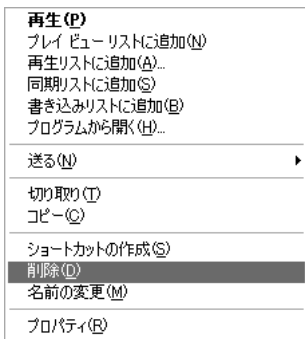 再生(P)
プレイ ビュー リストに追加(N)
再生リストに追加(A)...
同期リストに追加(S)
書き込みリストに追加(B)
プログラムから開く(H)...
送る(N)
切り取り(T)
コピー(C)
ショートカットの作成(S)
削除(D)
名前の変更(M)
プロパティ(R)